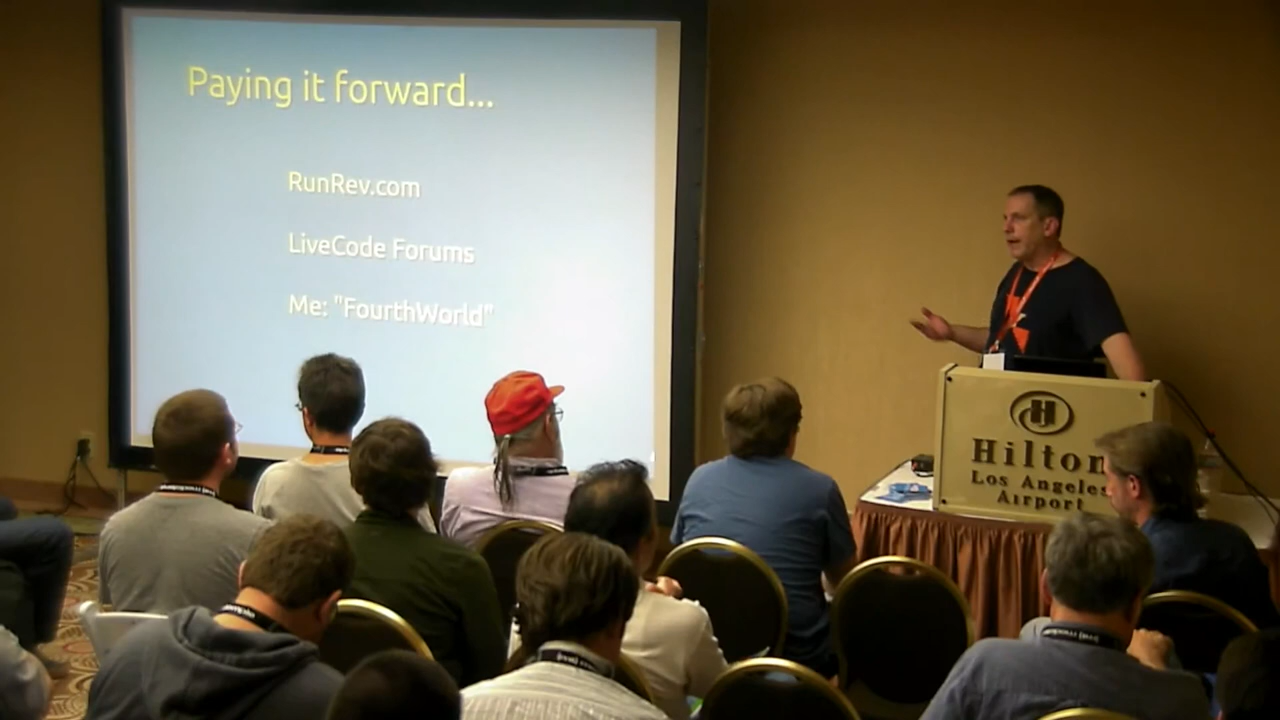 Paying it forward...
RunRev.com
LiveCode Forums
Me: "FourthWorld"
H
Hilton
Los Angeles
Airport